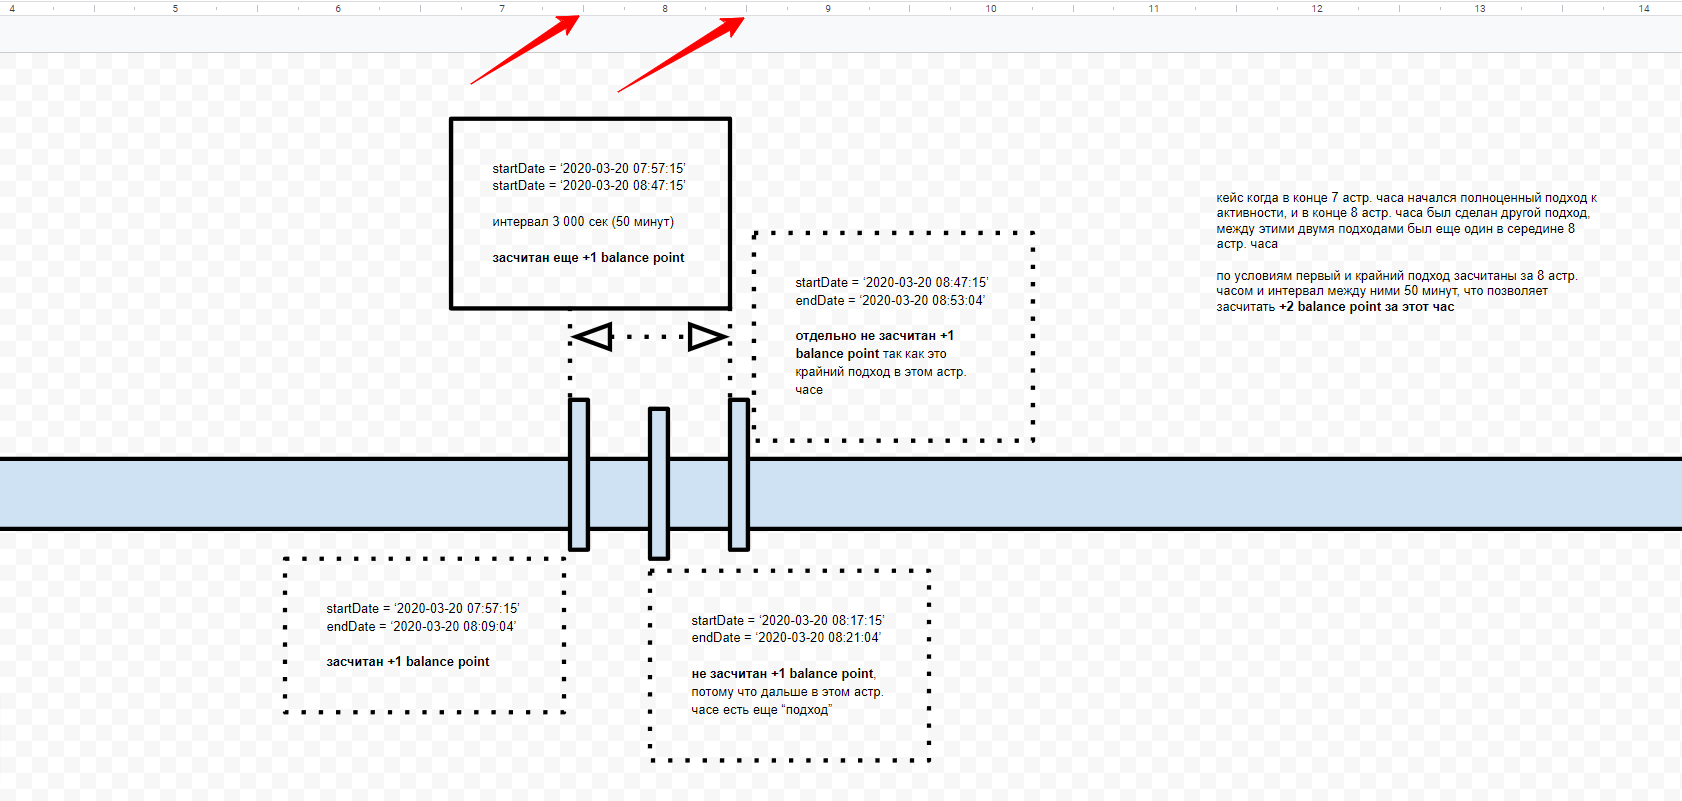 4 5 6 7 8 9 10 11 12 13 14
startDate = ‘2020-03-20 07:57:15’
startDate = ‘2020-03-20 08:47:15’
интервал 3 000 сек (50 минут)
засчитан еще +1 balance point
кейс когда в конце 7 астр. часа начался полноценный подход к
активности, и в конце 8 астр. часа был сделан другой подход,
между этими двумя подходами был еще один в середине 8
астр. часа
по условиям первый и крайний подход засчитаны за 8 астр.
часом и интервал между ними 50 минут, что позволяет
засчитать +2 balance point за этот час
startDate = ‘2020-03-20 08:47:15’
endDate = ‘2020-03-20 08:53:04’
отдельно не засчитан +1
balance point так как это
крайний подход в этом астр.
часе
startDate = ‘2020-03-20 07:57:15’
endDate = ‘2020-03-20 08:09:04’
засчитан +1 balance point
startDate = ‘2020-03-20 08:17:15’
endDate = ‘2020-03-20 08:21:04’
не засчитан +1 balance point,
потому что дальше в этом астр.
часе есть еще “подход”